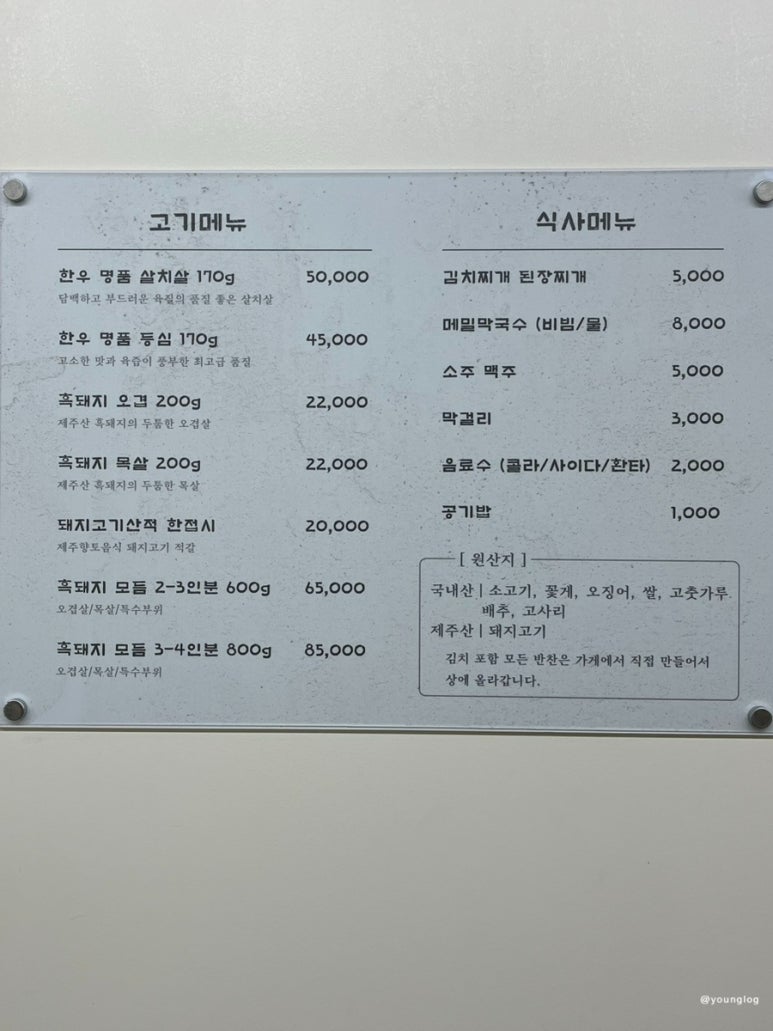 고기메뉴
한우 명품 살치살 170g 50,000
담백하고 부드러운 육질의 품질 좋은 살치살
한우 명품 등심 170g 45,000
고소한 맛과 육즙이 풍부한 최고급 품질
흑돼지 오겹 200g 22,000
제주산 흑돼지의 두툼한 오겹살
흑돼지 목살 200g 22,000
제주산 흑돼지의 두툼한 목살
돼지고기산적 한접시 20,000
제주향토음식 돼지고기 적갈
흑돼지 모듬 2-3인분 600g 65,000
오겹살/목살/특수부위
흑돼지 모듬 3-4인분 800g 85,000
오겹살/목살/특수부위
식사메뉴
김치찌개 된장찌개 5,000
메밀막국수 (비빔/물) 8,000
소주 맥주 5,000
막걸리 3,000
음료수 (콜라/사이다/환타) 2,000
공기밥 1,000
[ 원산지 ]
국내산 | 소고기, 꽃게, 오징어, 쌀, 고춧가루.
배추, 고사리
제주산 | 돼지고기
김치 포함 모든 반찬은 가게에서 직접 만들어서
상에 올라갑니다.
@younglog